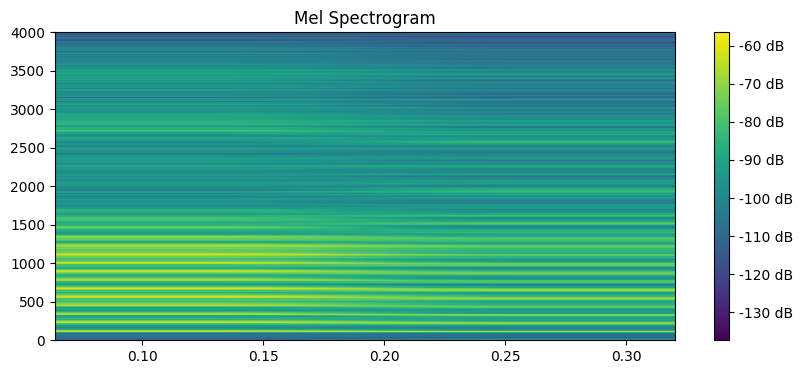 Mel Spectrogram
4000
3500
3000
2500
2000
1500
1000
500
0
0.10 0.15 0.20 0.25 0.30
-60 dB
-70 dB
-80 dB
-90 dB
-100 dB
-110 dB
-120 dB
-130 dB